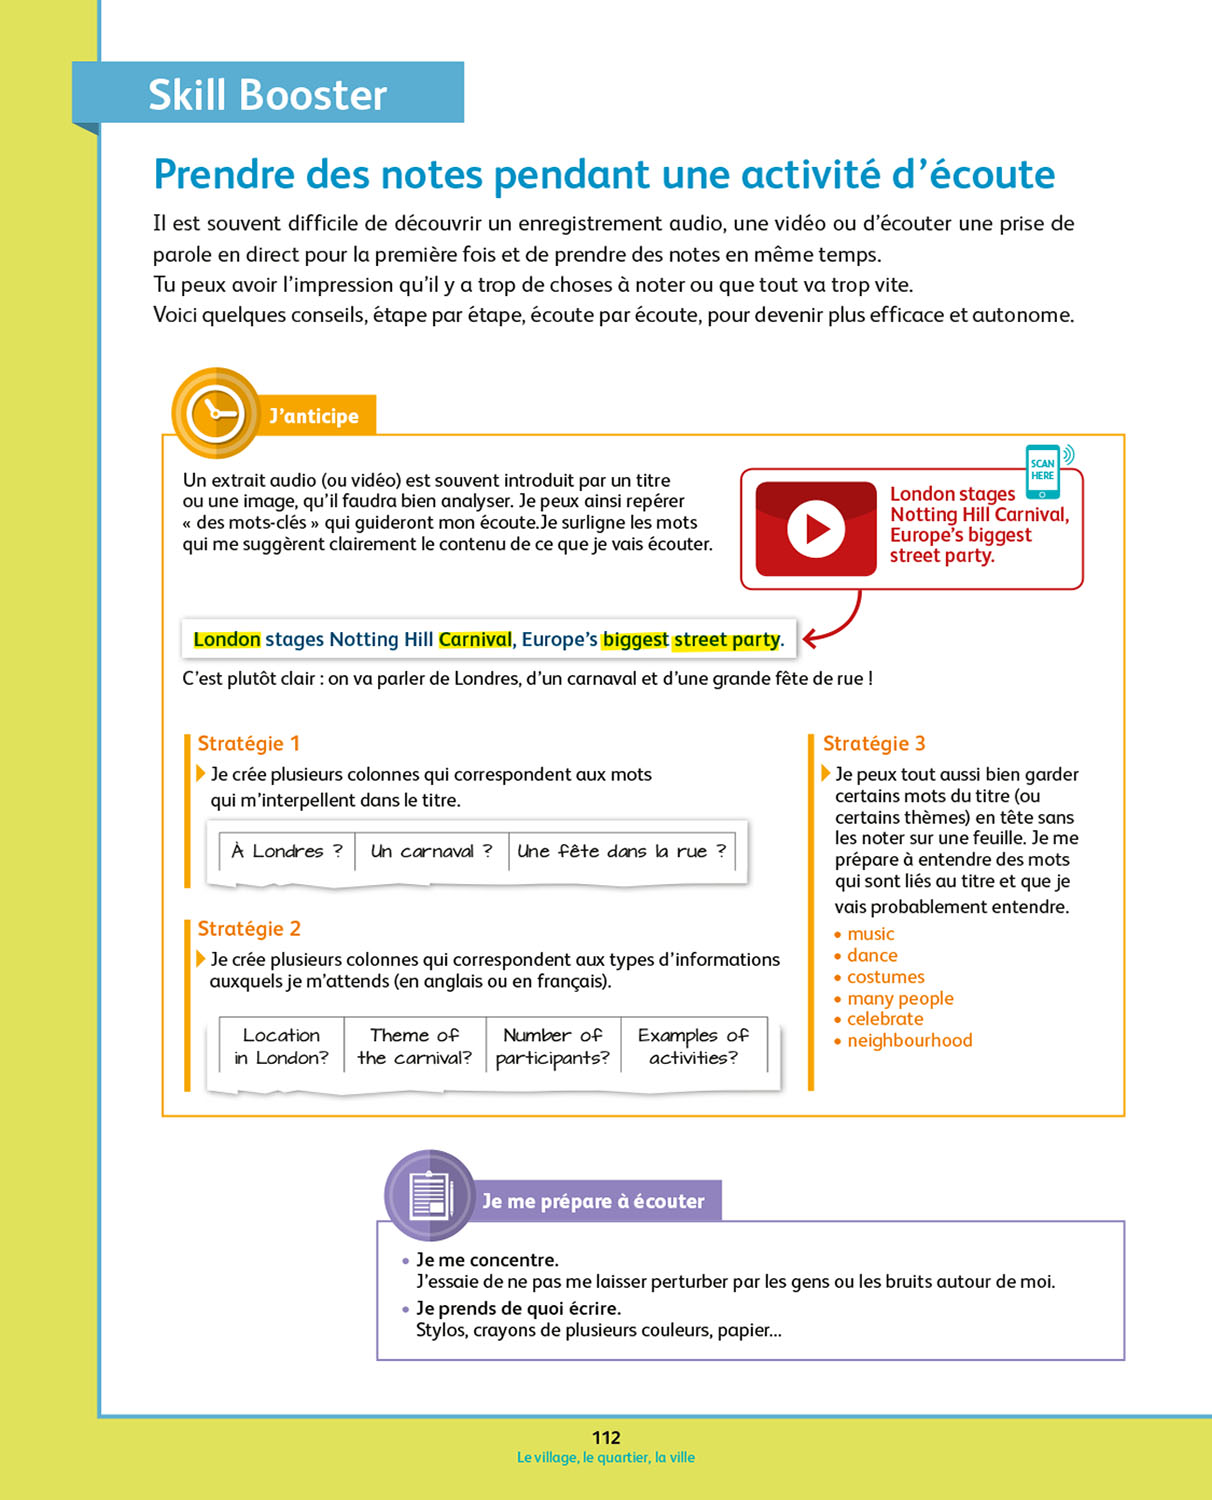 Skill Booster
Prendre des notes pendant une activité d’écoute
Il est souvent difficile de découvrir un enregistrement audio, une vidéo ou d’écouter une prise de
parole en direct pour la première fois et de prendre des notes en même temps.
Tu peux avoir l’impression qu’il y a trop de choses à noter ou que tout va trop vite.
Voici quelques conseils, étape par étape, écoute par écoute, pour devenir plus efficace et autonome.
J’anticipe
Un extrait audio (ou vidéo) est souvent introduit par un titre
ou une image, qu’il faudra bien analyser. Je peux ainsi repérer
« des mots-clés » qui guideront mon écoute.Je surligne les mots
qui me suggèrent clairement le contenu de ce que je vais écouter.
SCAN
HERE
London stages
Notting Hill Carnival,
Europe’s biggest
street party.
London stages Notting Hill Carnival, Europe’s biggest street party.
C’est plutôt clair : on va parler de Londres, d’un carnaval et d’une grande fête de rue !
Stratégie 1
Je crée plusieurs colonnes qui correspondent aux mots
qui m’interpellent dans le titre.
À Londres ? Un carnaval ? Une fête dans la rue ?
Stratégie 2
Je crée plusieurs colonnes qui correspondent aux types d’informations
auxquels je m’attends (en anglais ou en français).
Location
in London?
Theme of
the carnival?
Number of
participants?
Examples of
activities?
Stratégie 3
Je peux tout aussi bien garder
certains mots du titre (ou
certains thèmes) en tête sans
les noter sur une feuille. Je me
prépare à entendre des mots
qui sont liés au titre et que je
vais probablement entendre.
• music
• dance
• costumes
• many people
• celebrate
• neighbourhood
Je me prépare à écouter
• Je me concentre.
J’essaie de ne pas me laisser perturber par les gens ou les bruits autour de moi.
• Je prends de quoi écrire.
Stylos, crayons de plusieurs couleurs, papier...
112
Le village, le quartier, la ville